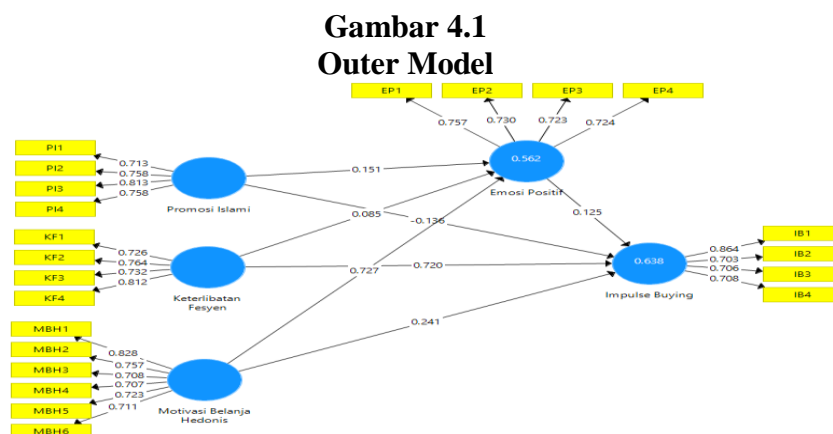 Gambar 4.1
Outer Model
EP1
EP2
EP3
EP4
0.757
0.730
0.723
0.724
PI1
PI2
PI3
PI4
0.713
0.758
0.813
0.758
Promosi Islami
0.151
0.562
Emosi Positif
0.085
-0.136
0.125
KF1
KF2
KF3
KF4
0.726
0.764
0.732
0.812
Keterlibatan
Fesyen
0.727
0.720
0.638
Impulse Buying
0.864
0.703
0.706
0.708
IB1
IB2
IB3
IB4
0.241
MBH1
MBH2
MBH3
MBH4
MBH5
MBH6
0.828
0.757
0.708
0.707
0.723
0.711
Motivasi Belanja
Hedonis